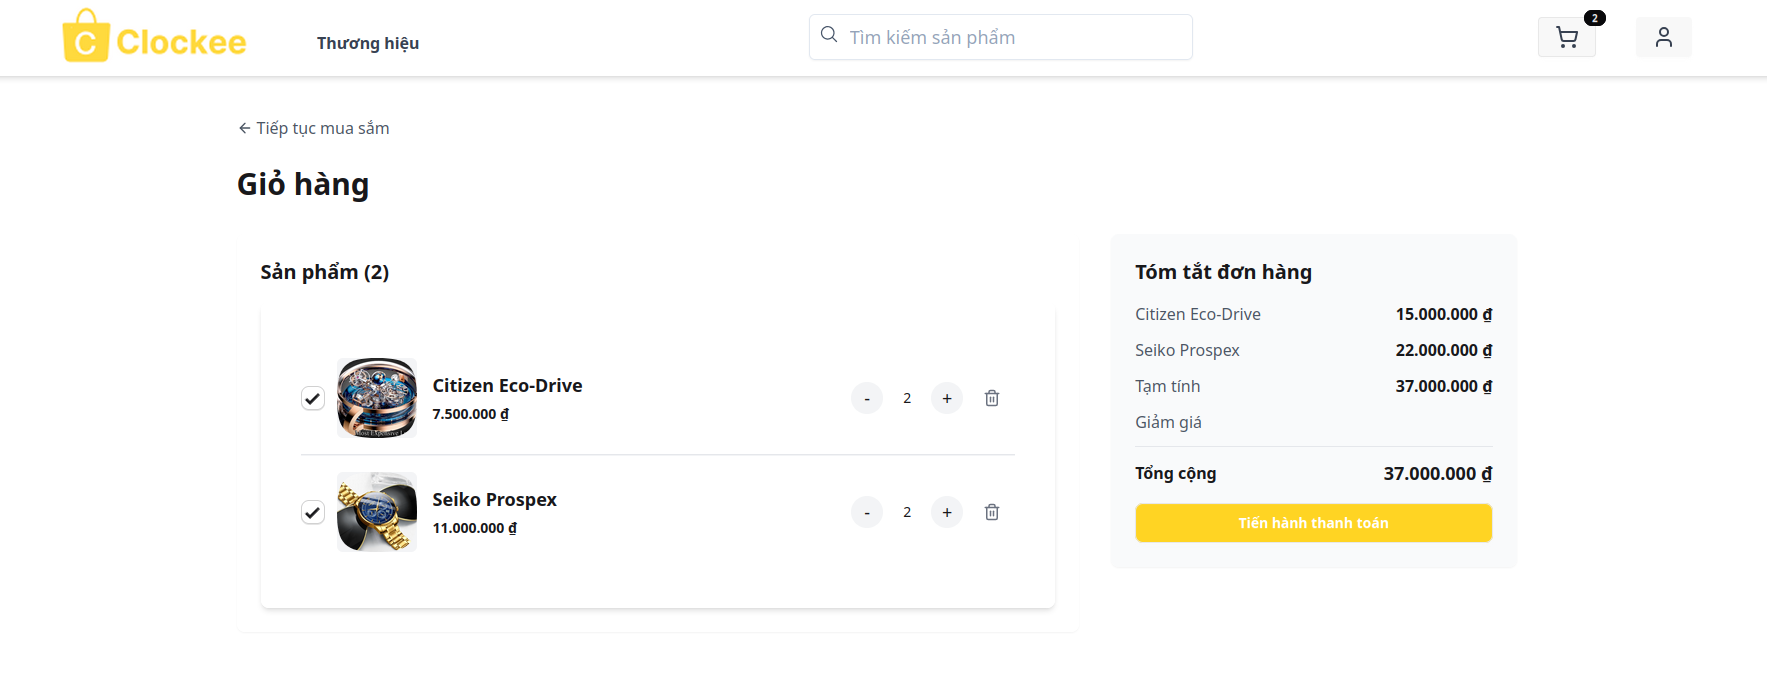 C Clockee
Thương hiệu
Tìm kiếm sản phẩm
2
Tiếp tục mua sắm
Giỏ hàng
Sản phẩm (2)
Citizen Eco-Drive
7.500.000 ₫
- 2 +
Seiko Prospex
11.000.000 ₫
- 2 +
Tóm tắt đơn hàng
Citizen Eco-Drive 15.000.000 ₫
Seiko Prospex 22.000.000 ₫
Tạm tính 37.000.000 ₫
Giảm giá
Tổng cộng 37.000.000 ₫
Tiến hành thanh toán